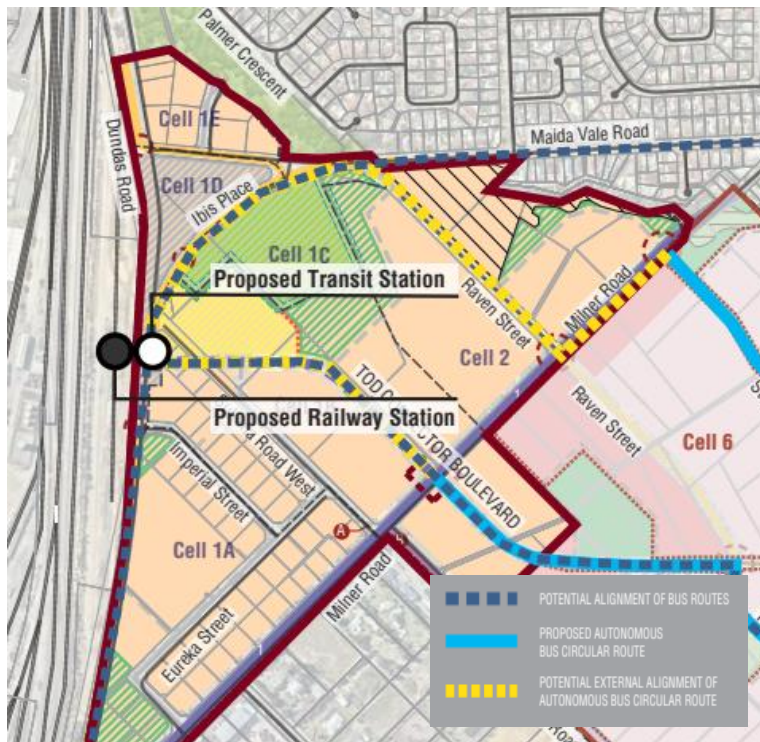 Palmer Crescent
Cell 1E
Maida Vale Road
Dundas Road
Cell 1D
Ibis Place
Cell 1C
Proposed Transit Station
Raven Street
Milner Road
Cell 2
TOD
CTOR BOULEVARD
Proposed Railway Station
Raven Street
Cell 6
Road West
Imperial Street
A
Cell 1A
Milner Road
Eureka Street
POTENTIAL ALIGNMENT OF BUS ROUTES
PROPOSED AUTONOMOUS
BUS CIRCULAR ROUTE
POTENTIAL EXTERNAL ALIGNMENT OF
AUTONOMOUS BUS CIRCULAR ROUTE